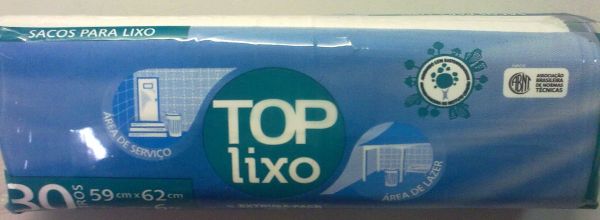 SACOS PARA LIXO
ABNT
ASSOCIAÇÃO
BRASILEIRA
DE NORMAS
TÉCNICAS
TOP
lixo
ÁREA DE SERVIÇO
ÁREA DE LAZER
30
59 cm x 62 cm